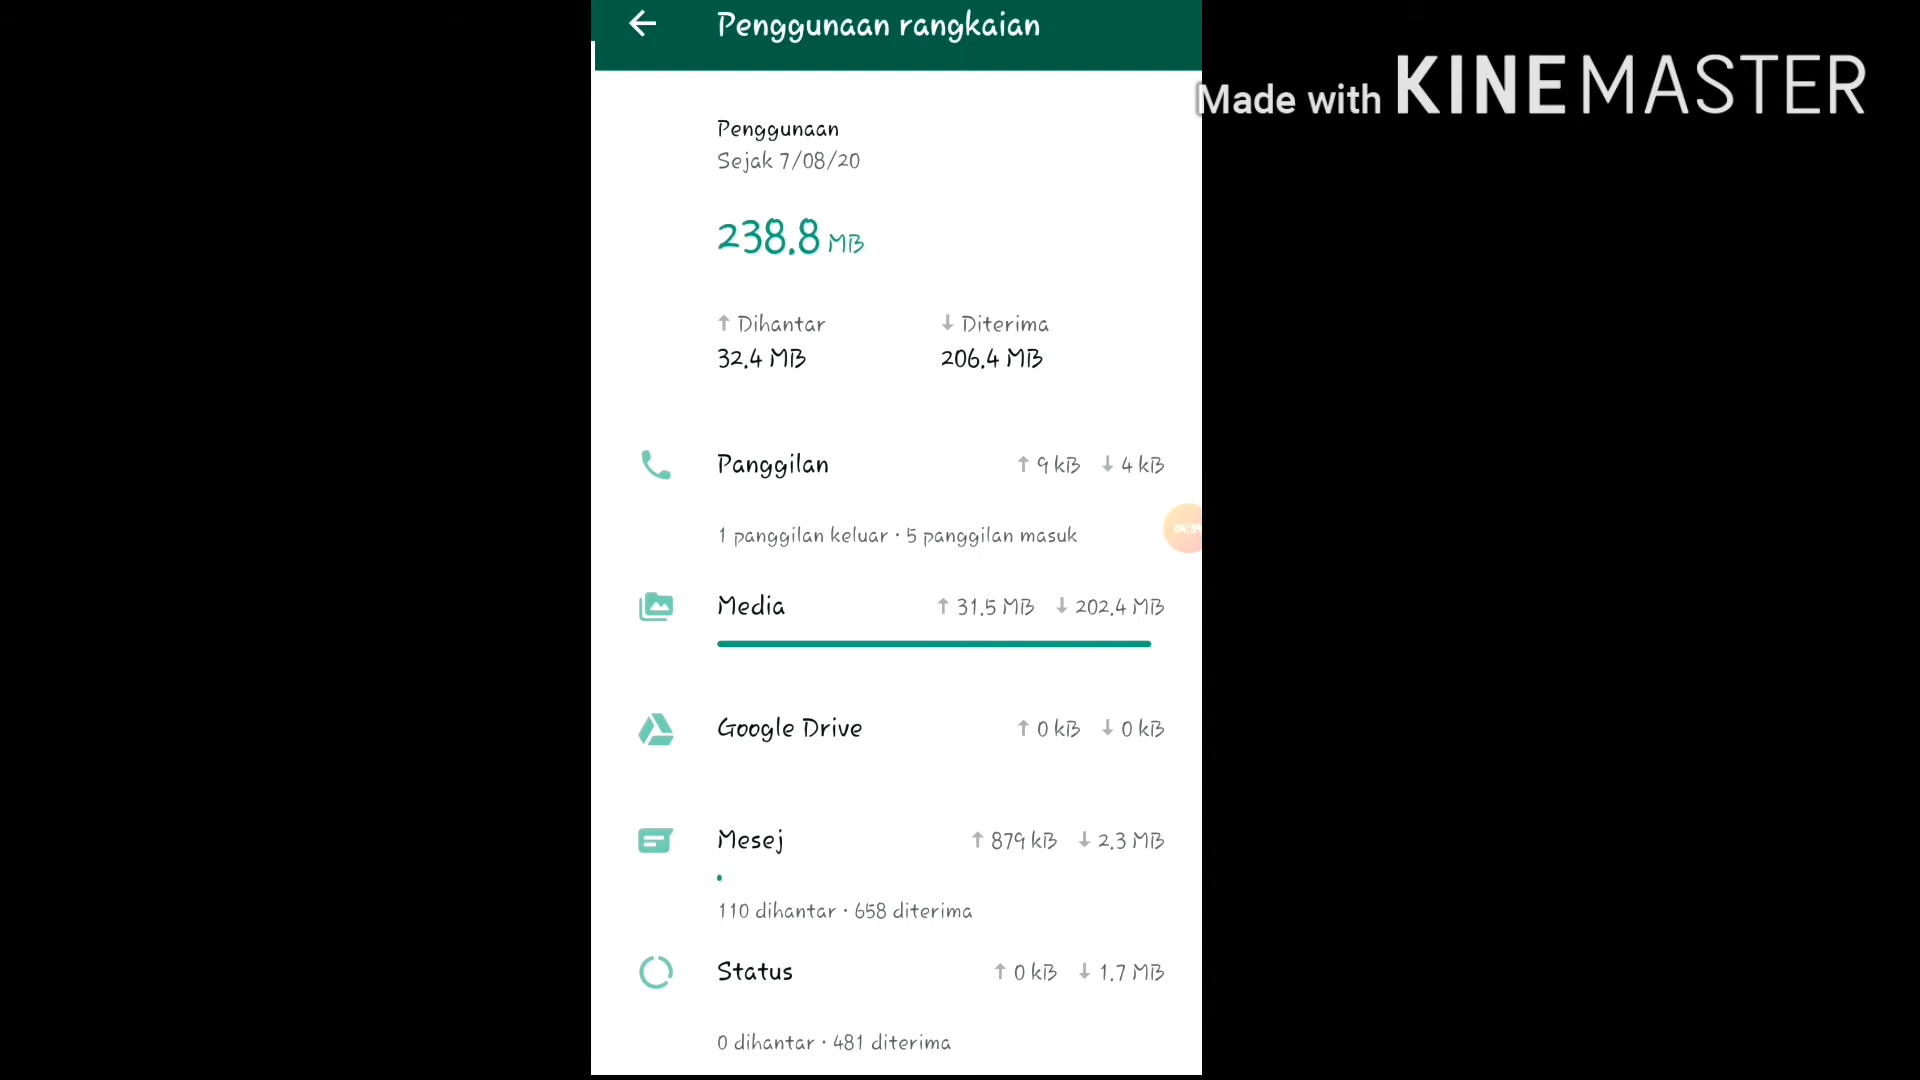 Penggunaan rangkaian
Made with KINEMASTER
Penggunaan
Sejak 7/08/20
238.8 MB
↑ Dihantar ↓ Diterima
32.4 MB 206.4 MB
Panggilan ↑ 9 kB ↓ 4 kB
1 panggilan keluar · 5 panggilan masuk
Media ↑ 31.5 MB ↓ 202.4 MB
Google Drive ↑ 0 kB ↓ 0 kB
Mesej ↑ 879 kB ↓ 2.3 MB
110 dihantar · 658 diterima
Status ↑ 0 kB ↓ 1.7 MB
0 dihantar · 481 diterima